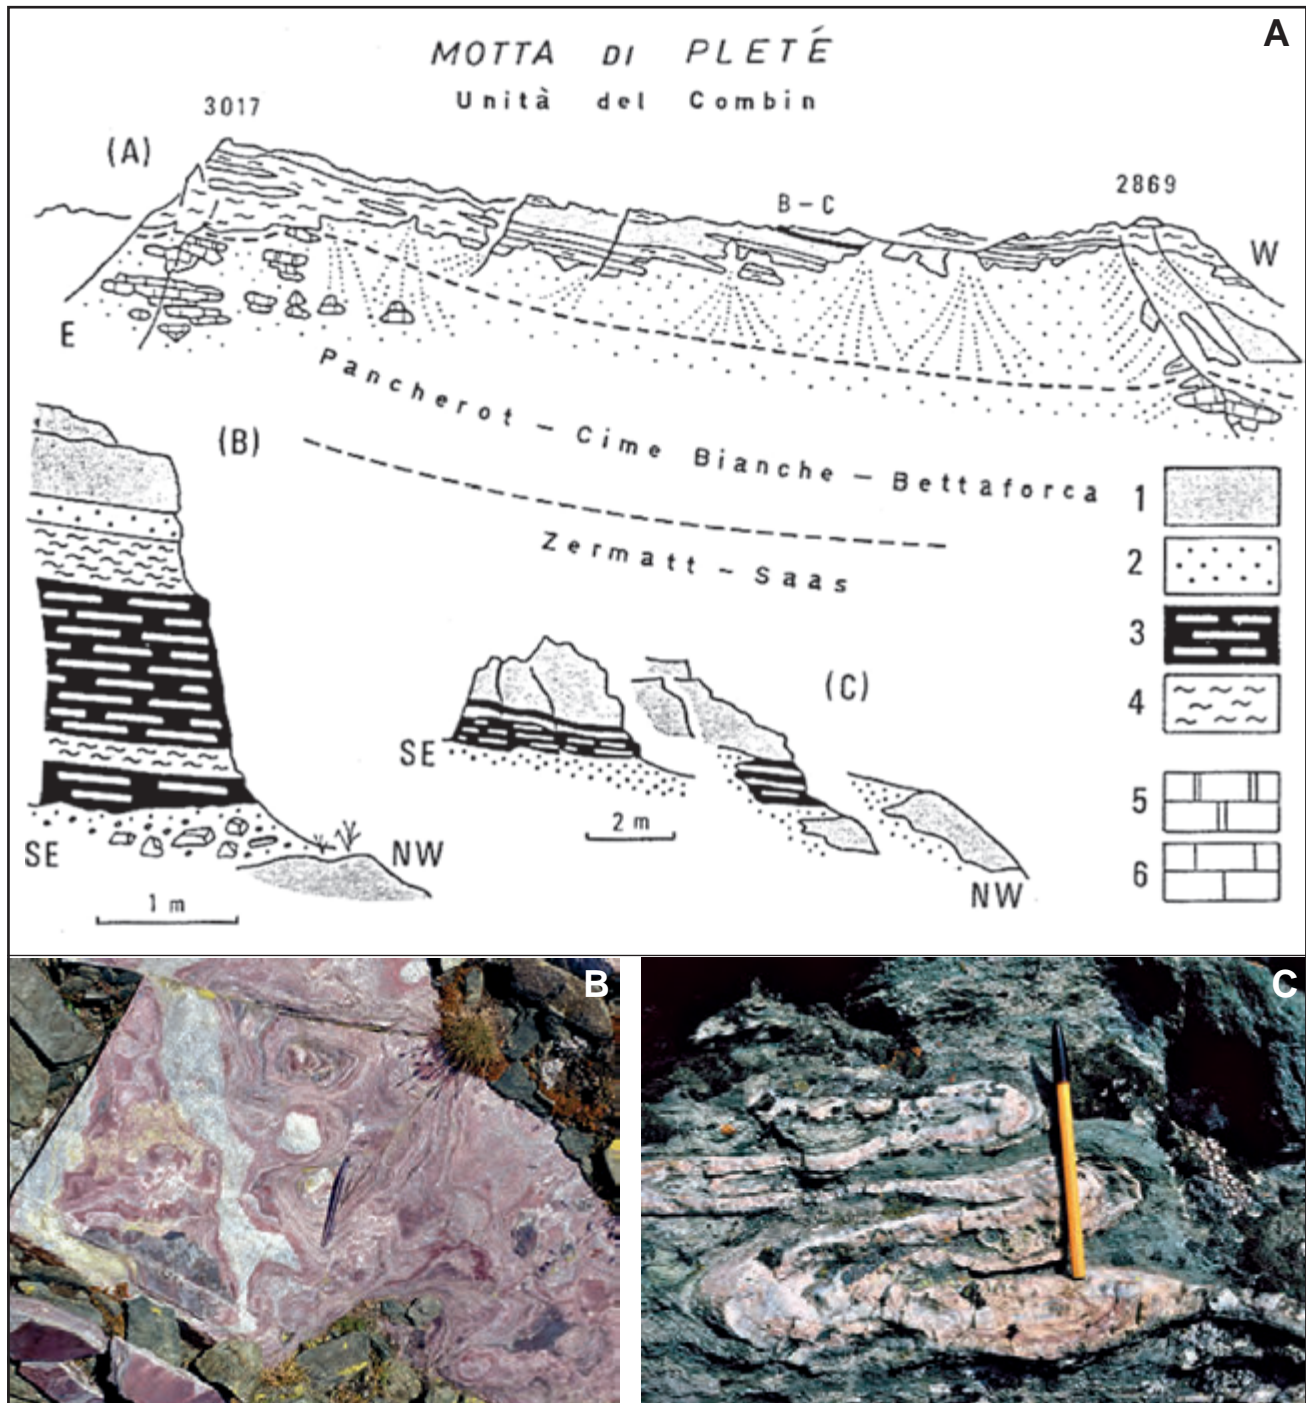 A
MOTTA DI PLETÉ
Unità del Combin
3017
(A)
2869
B - C
W
E
Pancherot - Cime Bianche - Bettaforca
(B)
Zermatt - Saas
1
2
3
4
5
6
(C)
SE
2 m
NW
SE
NW
1 m
B
C